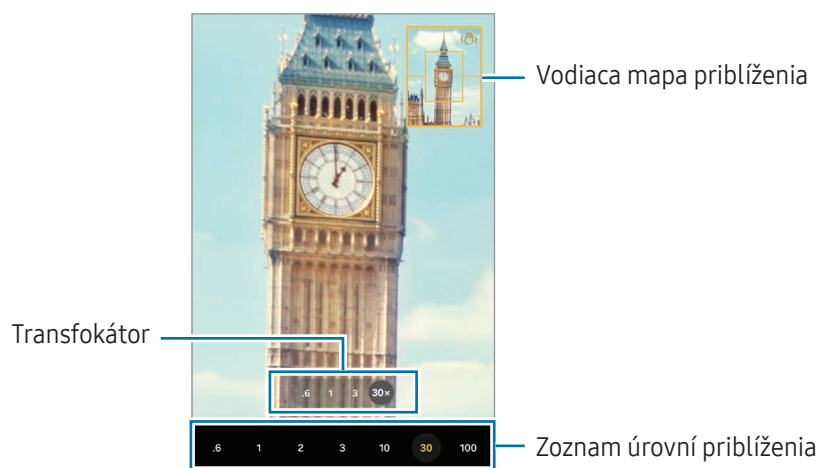 Vodiaca mapa priblíženia
Transfokátor
.6 1 3 30×
.6 1 2 3 10 30 100
Zoznam úrovní priblíženia